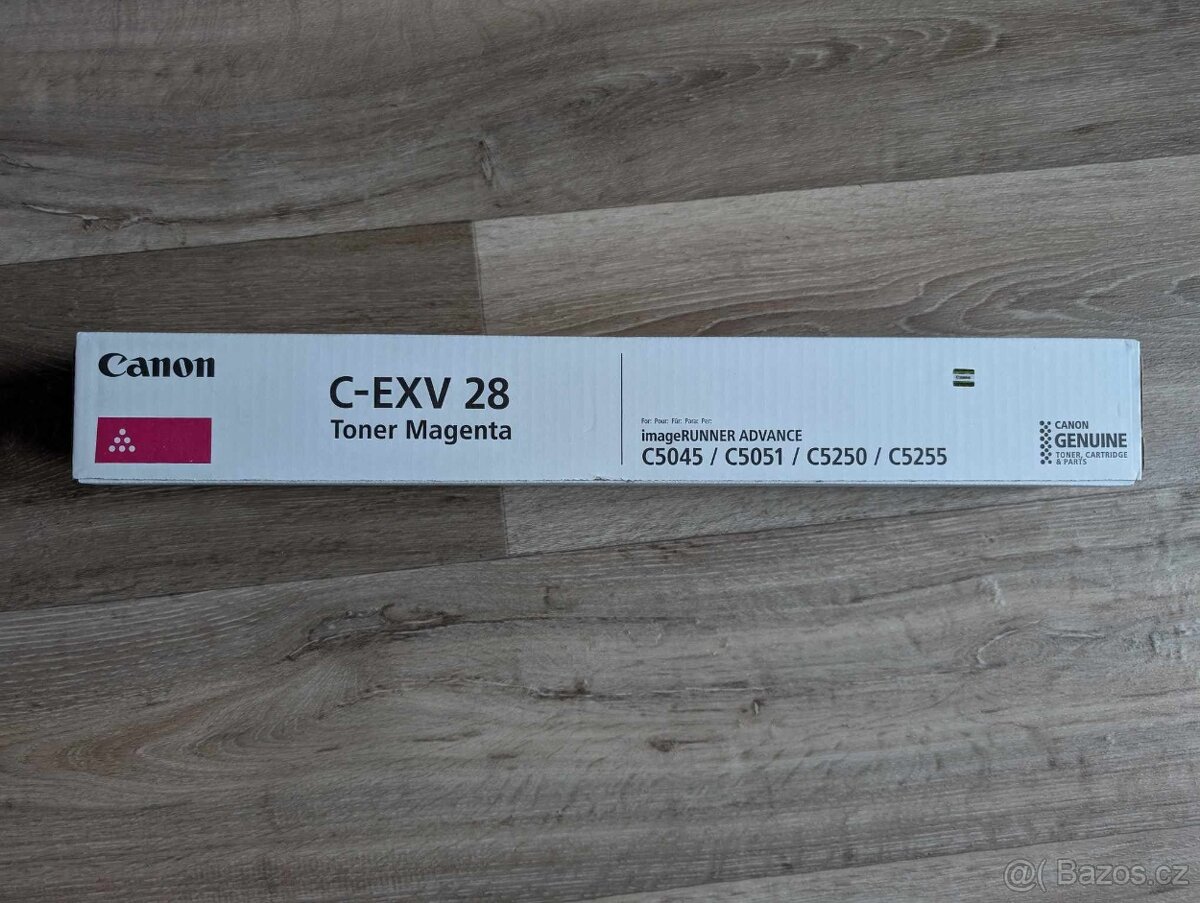 Canon
C-EXV 28
Toner Magenta
For: Pour: Für: Para: Per:
imageRUNNER ADVANCE
C5045 / C5051 / C5250 / C5255
CANON
GENUINE
TONER, CARTRIDGE
& PARTS
@( Bazos.cz